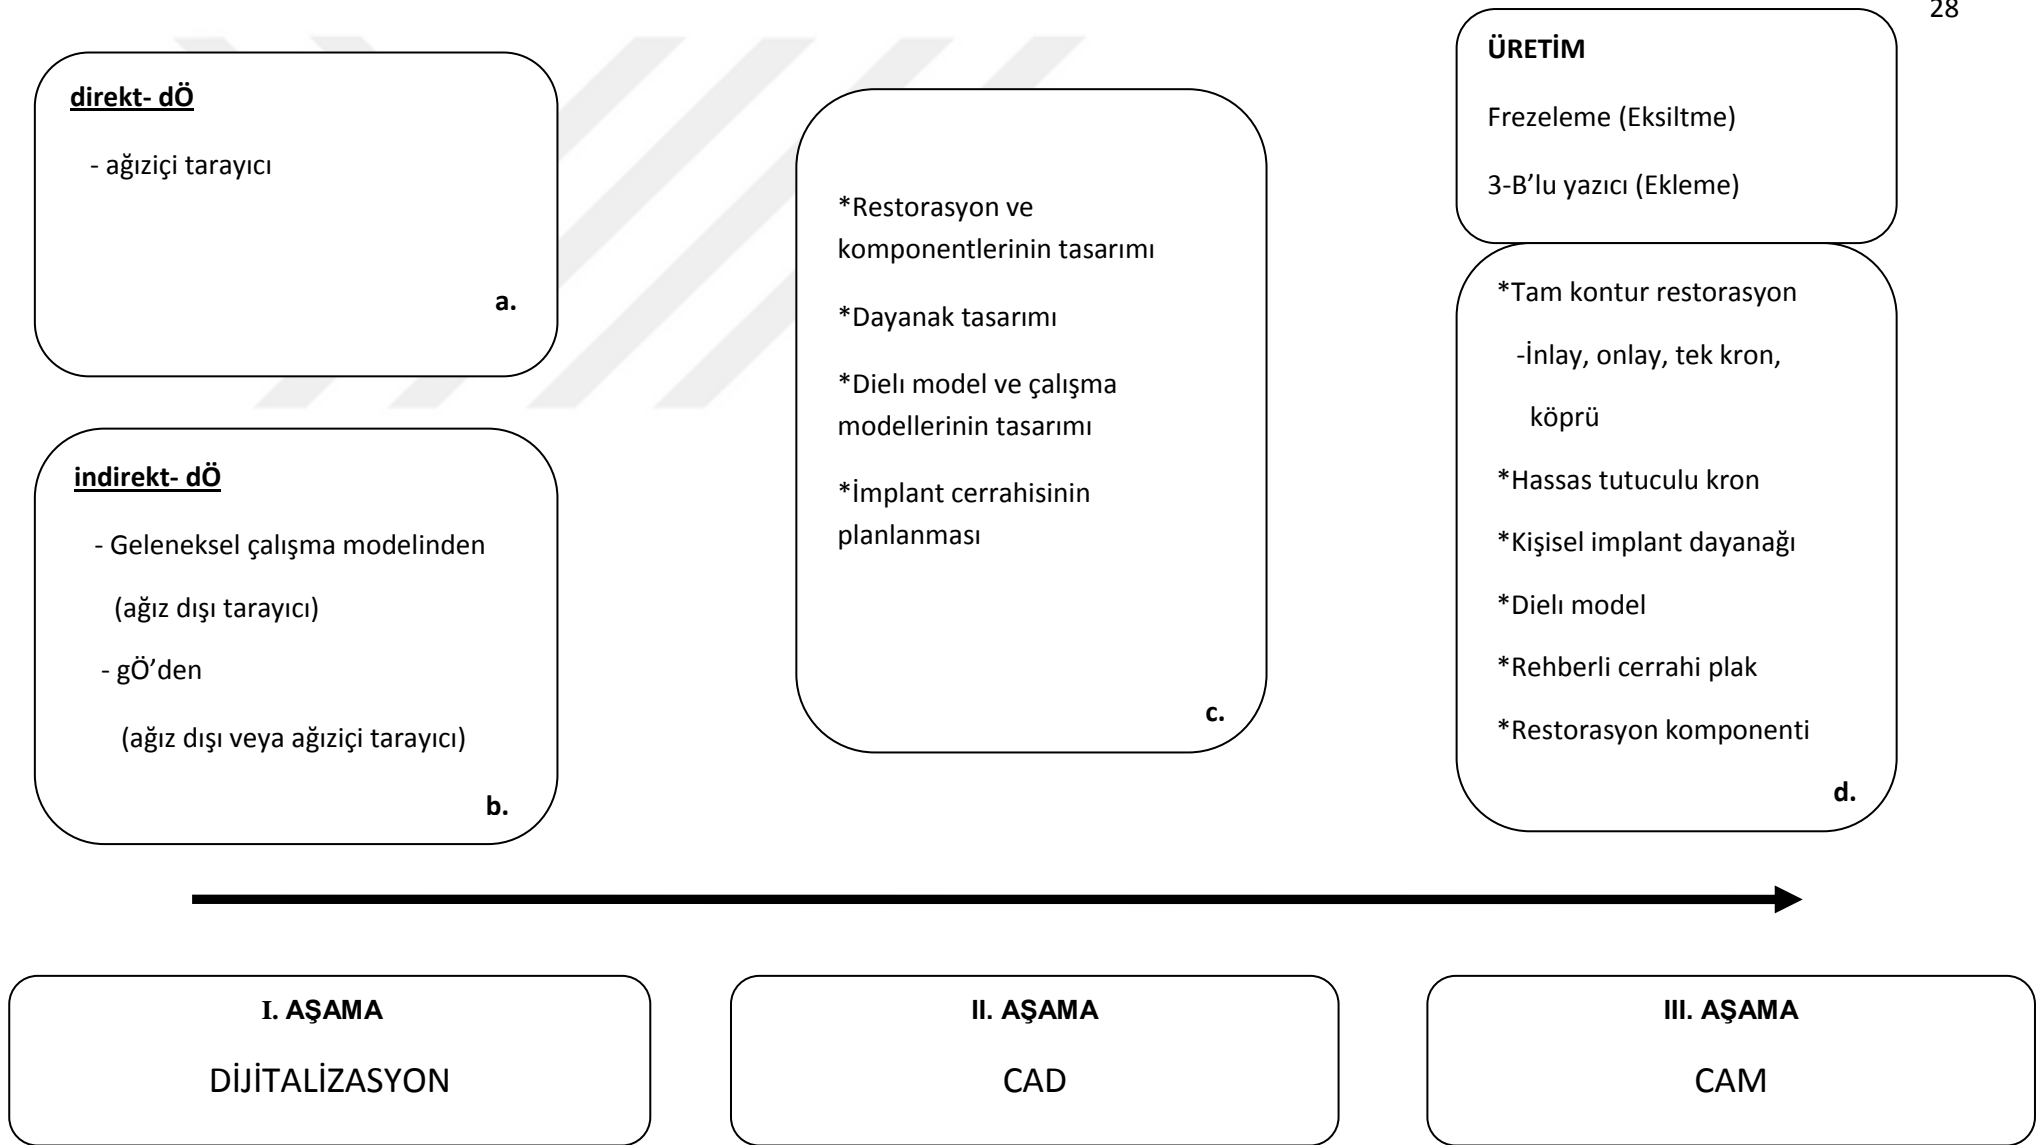 28
direkt- dÖ
- ağıziçi tarayıcı
a.
indirekt- dÖ
- Geleneksel çalışma modelinden
(ağız dışı tarayıcı)
- gÖ’den
(ağız dışı veya ağıziçi tarayıcı)
b.
*Restorasyon ve
komponentlerinin tasarımı
*Dayanak tasarımı
*Dielı model ve çalışma
modellerinin tasarımı
*İmplant cerrahisinin
planlanması
c.
ÜRETİM
Frezeleme (Eksiltme)
3-B’lu yazıcı (Ekleme)
*Tam kontur restorasyon
-İnlay, onlay, tek kron,
köprü
*Hassas tutuculu kron
*Kişisel implant dayanağı
*Dielı model
*Rehberli cerrahi plak
*Restorasyon komponenti
d.
I. AŞAMA
DİJİTALİZASYON
II. AŞAMA
CAD
III. AŞAMA
CAM